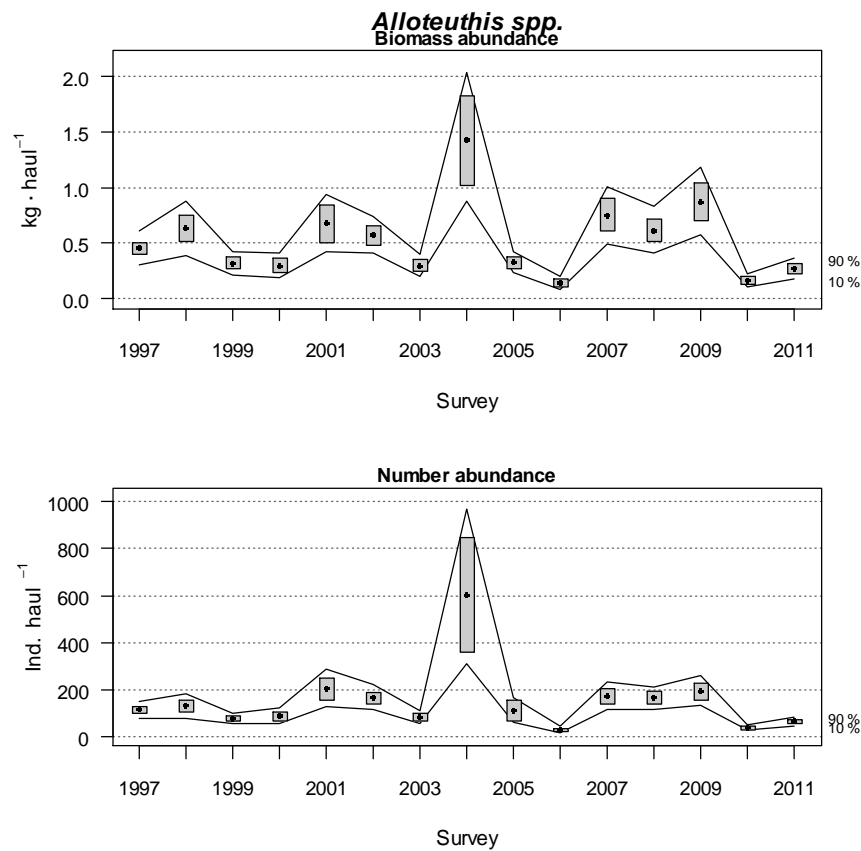 Alloteuthis spp.
Biomass abundance
2.0
1.5
1.0
0.5
0.0
kg · haul⁻¹
90 %
10 %
1997 1999 2001 2003 2005 2007 2009 2011
Survey
Number abundance
1000
800
600
400
200
0
Ind. haul ⁻¹
90 %
10 %
1997 1999 2001 2003 2005 2007 2009 2011
Survey